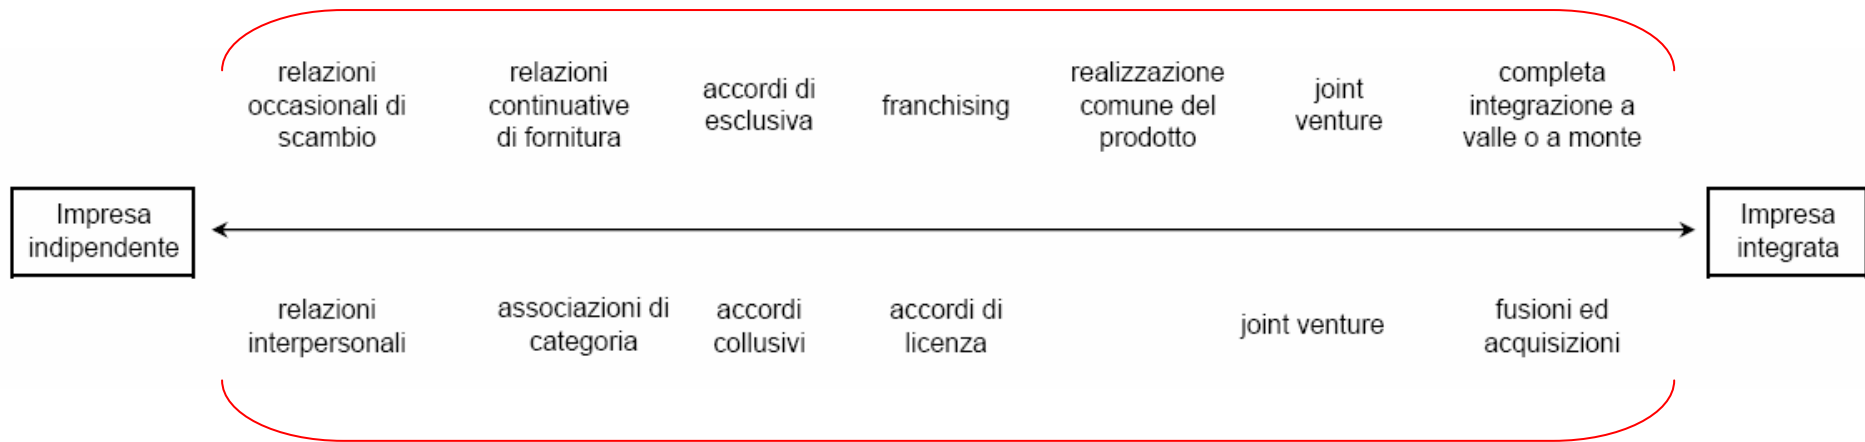 relazioni
occasionali di
scambio
relazioni
continuative
di fornitura
accordi di
esclusiva
franchising
realizzazione
comune del
prodotto
joint
venture
completa
integrazione a
valle o a monte
Impresa
indipendente
Impresa
integrata
relazioni
interpersonali
associazioni di
categoria
accordi
collusivi
accordi di
licenza
joint venture
fusioni ed
acquisizioni